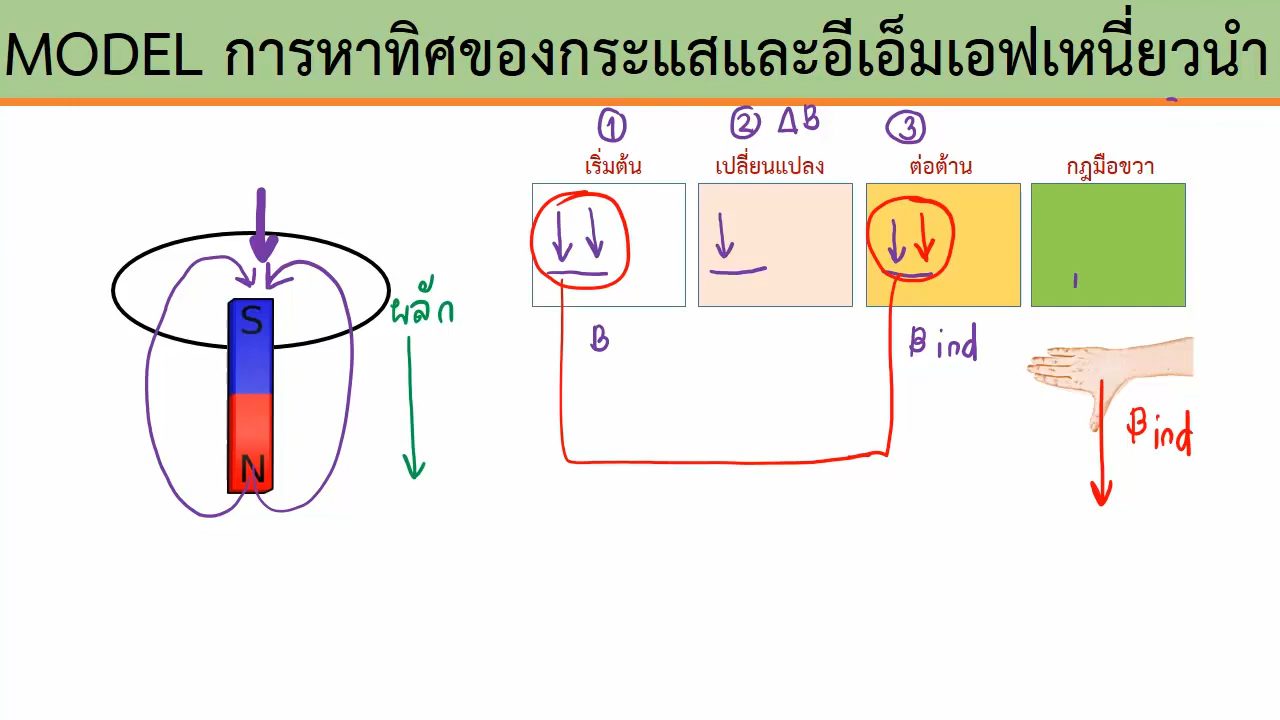 MODEL การหาทิศของกระแสและอีเอ็มเอฟเหนี่ยวนำ
1 2 ΔB 3
เริ่มต้น เปลี่ยนแปลง ต่อต้าน กฎมือขวา
S
N
ผลัก
B B ind
B ind